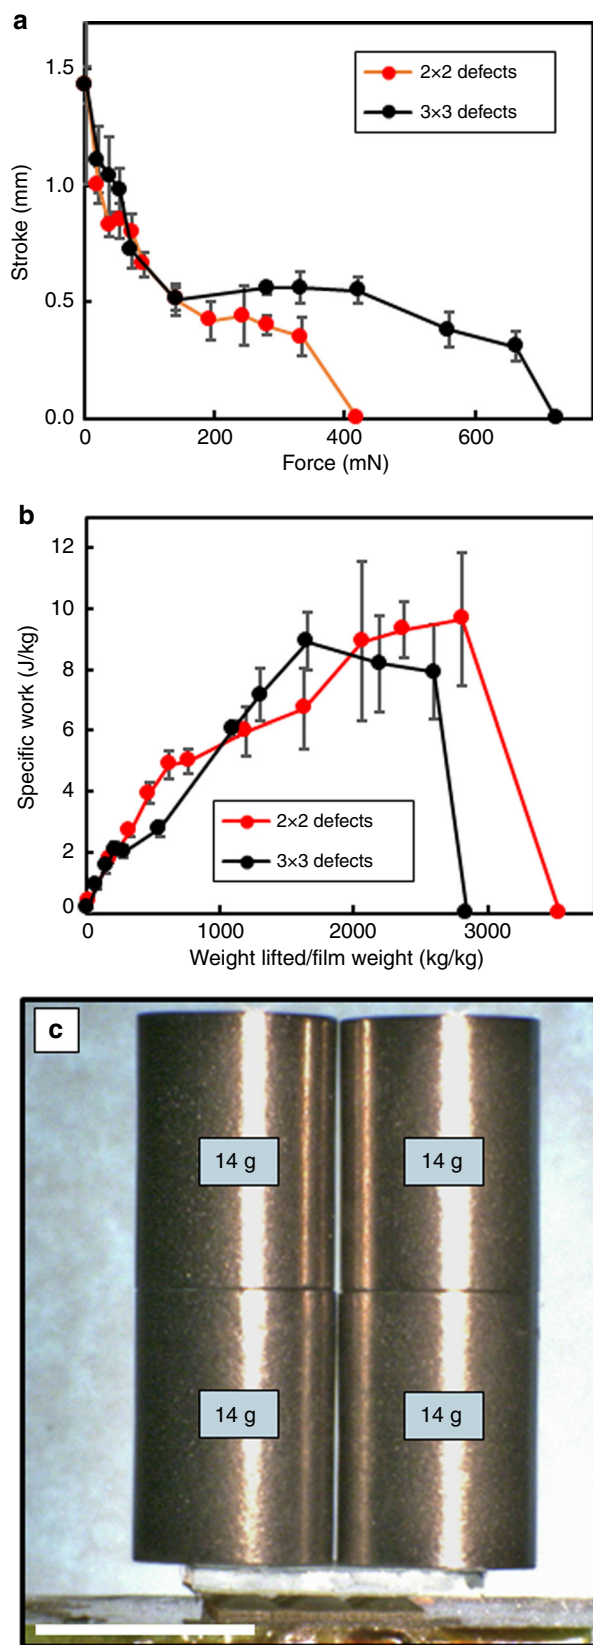 a
Stroke (mm)
1.5
1.0
0.5
0.0
2×2 defects
3×3 defects
0 200 400 600
Force (mN)
b
Specific work (J/kg)
12
10
8
6
4
2
0
2×2 defects
3×3 defects
0 1000 2000 3000
Weight lifted/film weight (kg/kg)
c
14 g 14 g
14 g 14 g